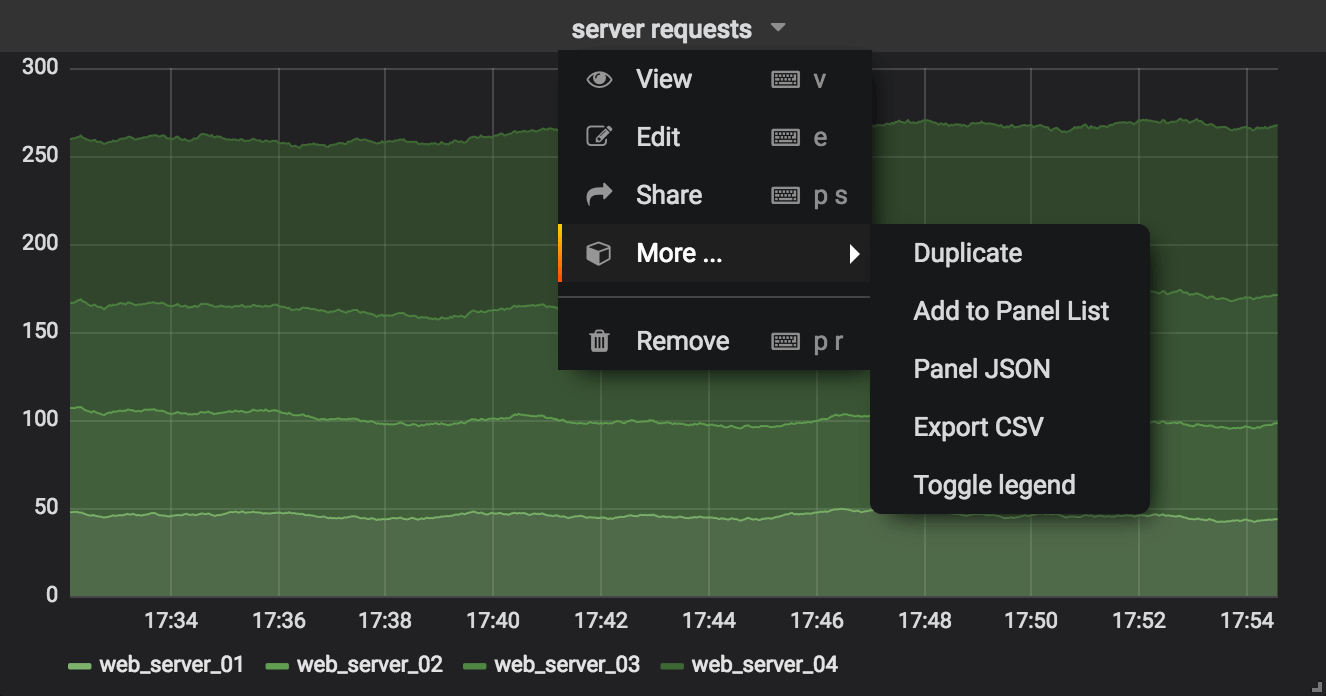 server requests
View v
Edit e
Share p s
More ...
Remove p r
Duplicate
Add to Panel List
Panel JSON
Export CSV
Toggle legend
300
250
200
150
100
50
0
17:34 17:36 17:38 17:40 17:42 17:44 17:46 17:48 17:50 17:52 17:54
web_server_01 web_server_02 web_server_03 web_server_04